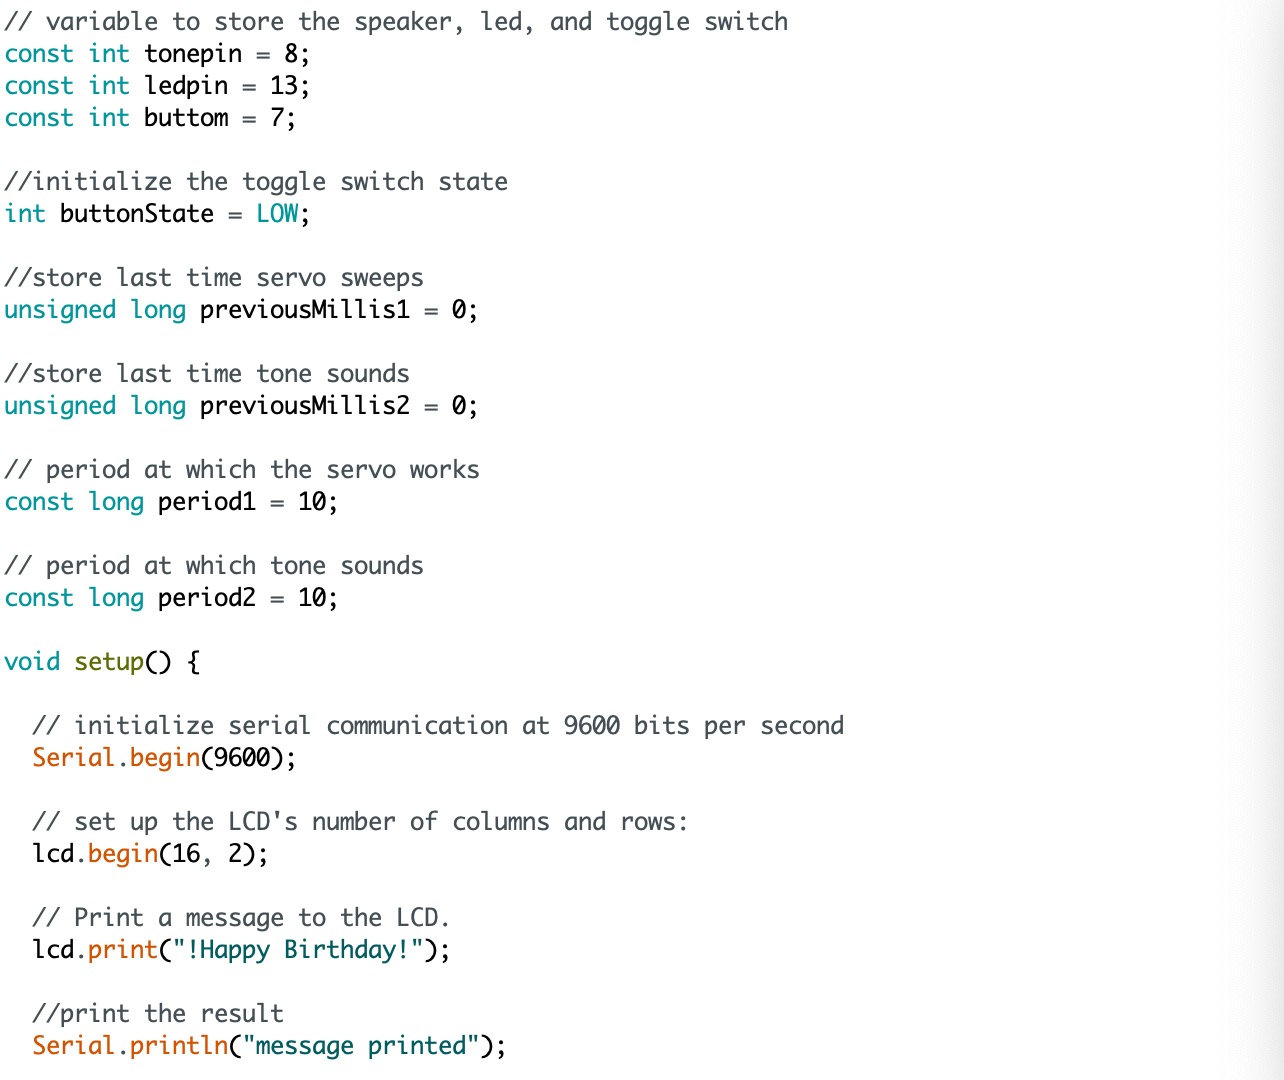 // variable to store the speaker, led, and toggle switch
const int tonepin = 8;
const int ledpin = 13;
const int buttom = 7;
//initialize the toggle switch state
int buttonState = LOW;
//store last time servo sweeps
unsigned long previousMillis1 = 0;
//store last time tone sounds
unsigned long previousMillis2 = 0;
// period at which the servo works
const long period1 = 10;
// period at which tone sounds
const long period2 = 10;
void setup() {
// initialize serial communication at 9600 bits per second
Serial.begin(9600);
// set up the LCD's number of columns and rows:
lcd.begin(16, 2);
// Print a message to the LCD.
lcd.print("!Happy Birthday!");
//print the result
Serial.println("message printed");